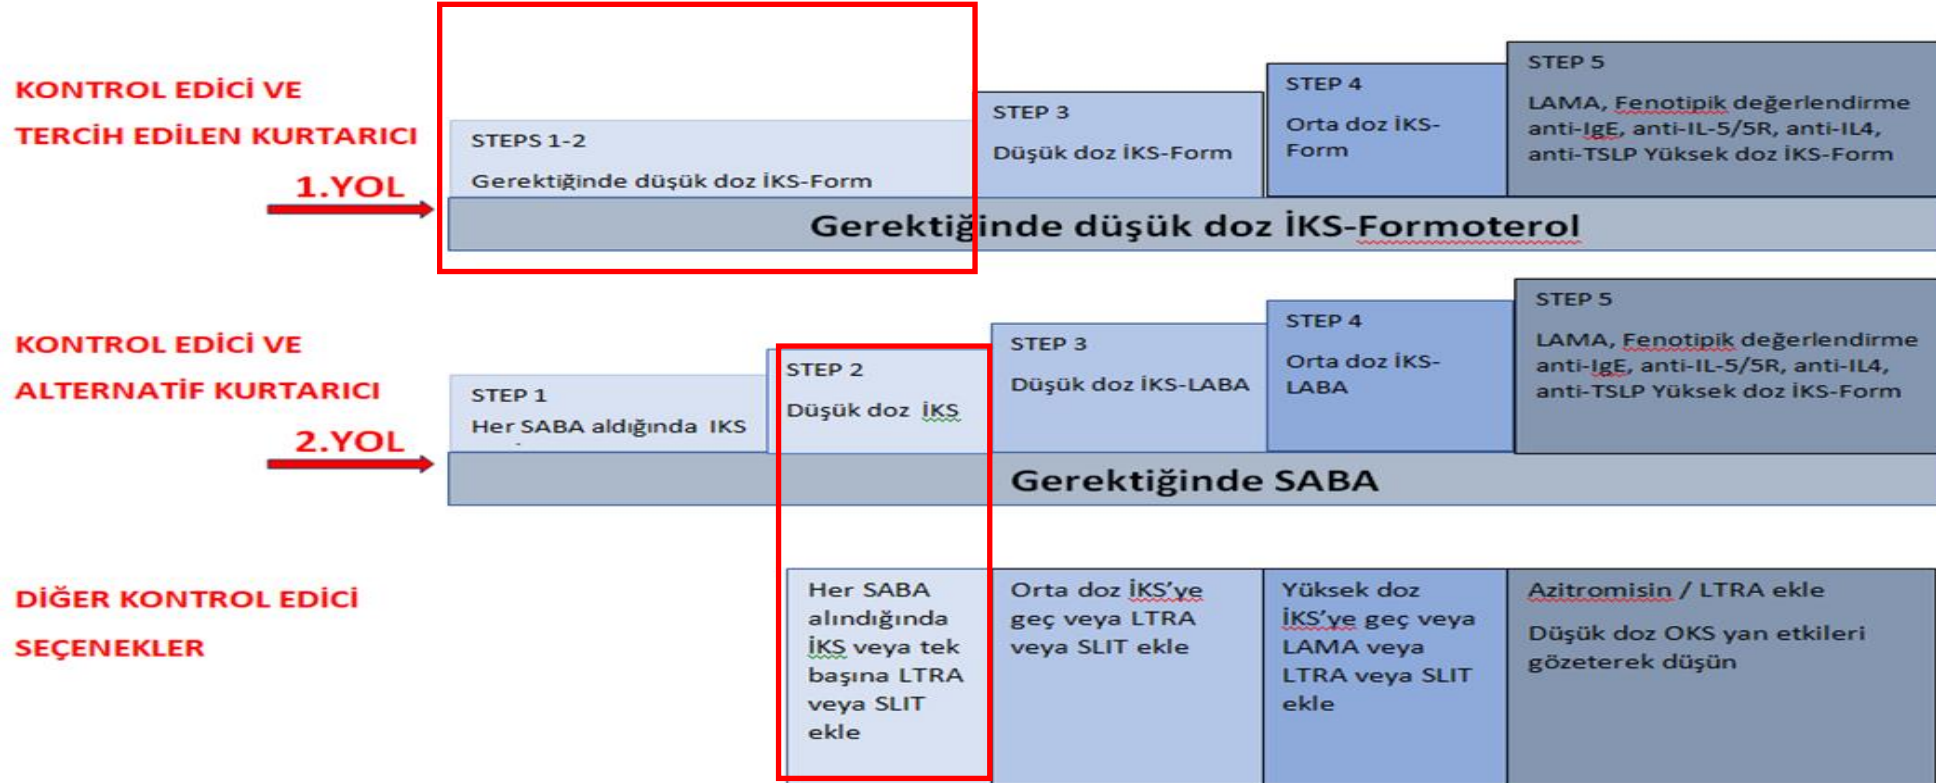 KONTROL EDİCİ VE
TERCİH EDİLEN KURTARICI
1.YOL
STEPS 1-2
Gerektiğinde düşük doz İKS-Form
STEP 3
Düşük doz İKS-Form
STEP 4
Orta doz İKS-
Form
STEP 5
LAMA, Fenotipik değerlendirme
anti-IgE, anti-IL-5/5R, anti-IL4,
anti-TSLP Yüksek doz İKS-Form
Gerektiğinde düşük doz İKS-Formoterol
KONTROL EDİCİ VE
ALTERNATİF KURTARICI
2.YOL
STEP 1
Her SABA aldığında IKS
STEP 2
Düşük doz İKS
STEP 3
Düşük doz İKS-LABA
STEP 4
Orta doz İKS-
LABA
STEP 5
LAMA, Fenotipik değerlendirme
anti-IgE, anti-IL-5/5R, anti-IL4,
anti-TSLP Yüksek doz İKS-Form
Gerektiğinde SABA
DİĞER KONTROL EDİCİ
SEÇENEKLER
Her SABA
alındığında
İKS veya tek
başına LTRA
veya SLIT
ekle
Orta doz İKS'ye
geç veya LTRA
veya SLIT ekle
Yüksek doz
İKS'ye geç veya
LAMA veya
LTRA veya SLIT
ekle
Azitromisin / LTRA ekle
Düşük doz OKS yan etkileri
gözeterek düşün